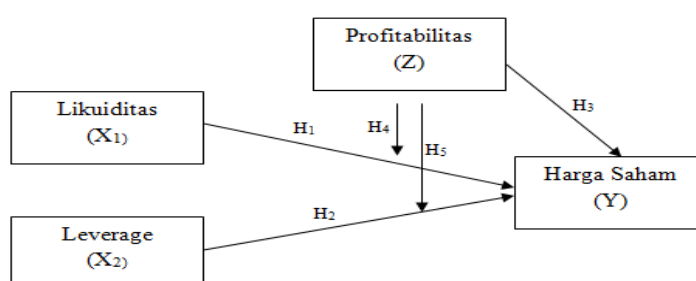 Profitabilitas
(Z)
Likuiditas
(X₁)
H₁
H₄
H₃
H₅
Harga Saham
(Y)
H₂
Leverage
(X₂)